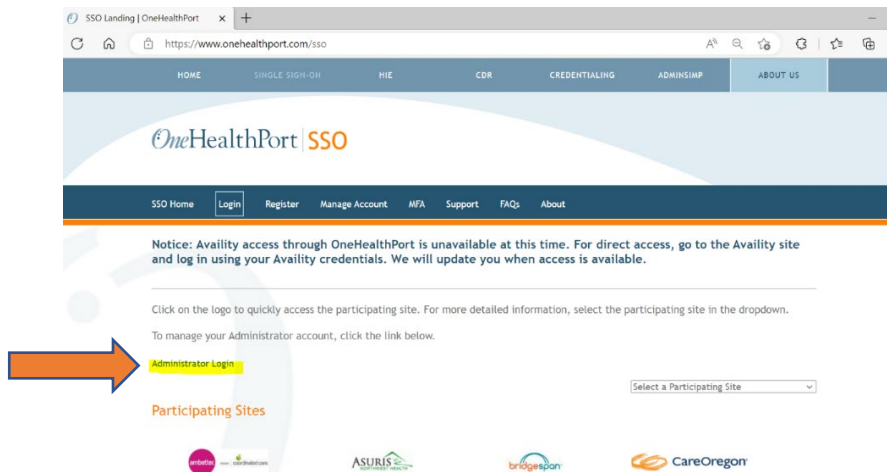 SSO Landing | OneHealthPort
https://www.onehealthport.com/sso
HOME SINGLE SIGN-ON HIE CDR CREDENTIALING ADMINSIMP ABOUT US
OneHealthPort SSO
SSO Home Login Register Manage Account MFA Support FAQs About
Notice: Availity access through OneHealthPort is unavailable at this time. For direct access, go to the Availity site
and log in using your Availity credentials. We will update you when access is available.
Click on the logo to quickly access the participating site. For more detailed information, select the participating site in the dropdown.
To manage your Administrator account, click the link below.
Administrator Login
Select a Participating Site
Participating Sites
ambetter coordinated care ASURIS NORTHWEST HEALTH bridgespan CareOregon